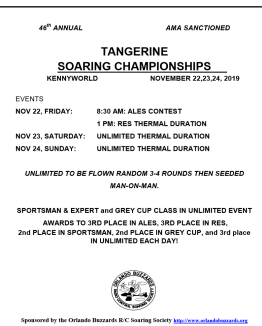 46th ANNUAL AMA SANCTIONED
TANGERINE
SOARING CHAMPIONSHIPS
KENNYWORLD NOVEMBER 22,23,24, 2019
EVENTS
NOV 22, FRIDAY: 8:30 AM: ALES CONTEST
1 PM: RES THERMAL DURATION
NOV 23, SATURDAY: UNLIMITED THERMAL DURATION
NOV 24, SUNDAY: UNLIMITED THERMAL DURATION
UNLIMITED TO BE FLOWN RANDOM 3-4 ROUNDS THEN SEEDED
MAN-ON-MAN.
SPORTSMAN & EXPERT and GREY CUP CLASS IN UNLIMITED EVENT
AWARDS TO 3RD PLACE IN ALES, 3RD PLACE IN RES,
2nd PLACE IN SPORTSMAN, 2nd PLACE IN GREY CUP, and 3rd place
IN UNLIMITED EACH DAY!
ORLANDO BUZZARDS
Sponsored by the Orlando Buzzards R/C Soaring Society http://www.orlandobuzzards.org